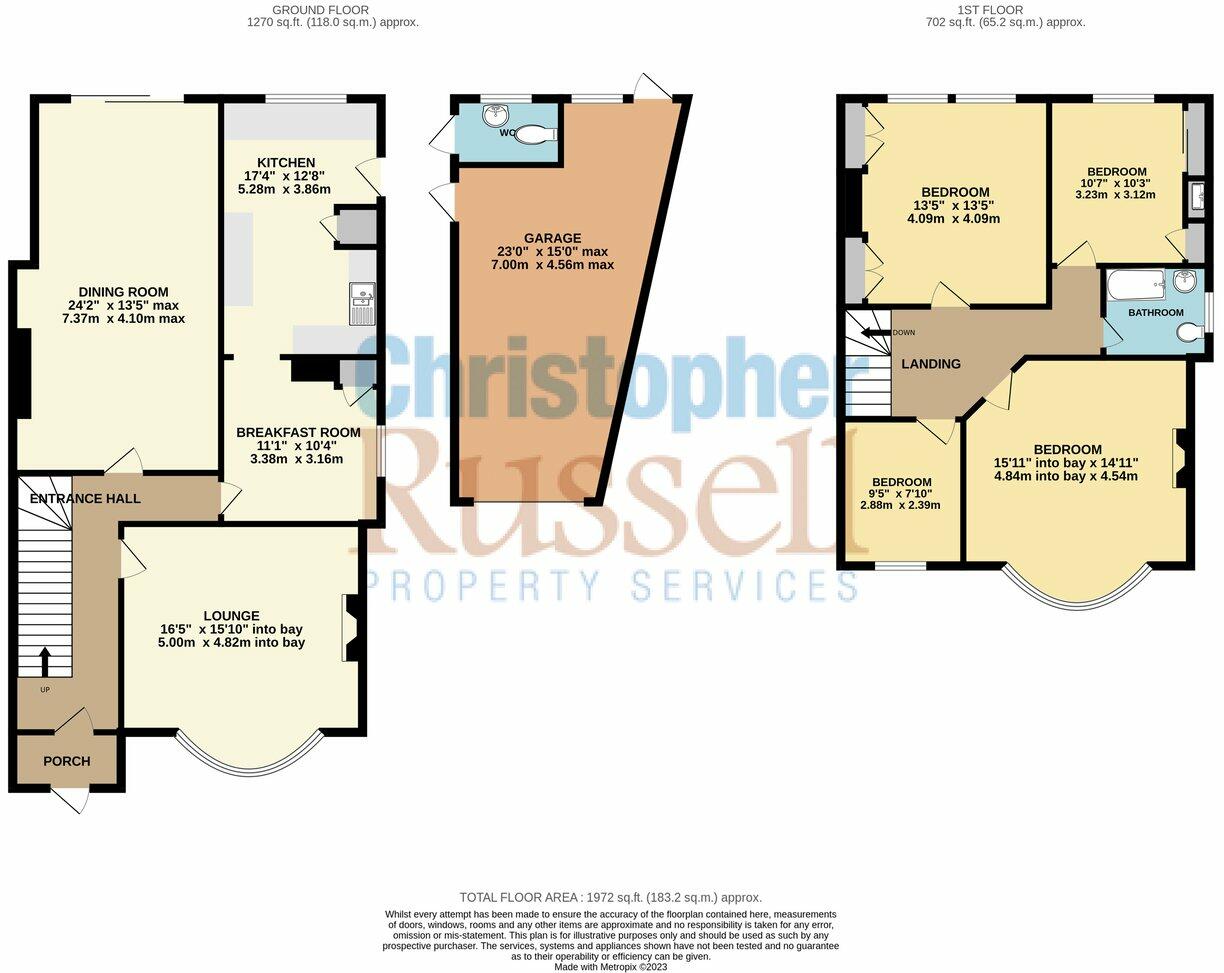 GROUND FLOOR
1270 sq.ft. (118.0 sq.m.) approx.
1ST FLOOR
702 sq.ft. (65.2 sq.m.) approx.
KITCHEN
17'4" x 12'8"
5.28m x 3.86m
DINING ROOM
24'2" x 13'5" max
7.37m x 4.10m max
BREAKFAST ROOM
11'1" x 10'4"
3.38m x 3.16m
ENTRANCE HALL
UP
LOUNGE
16'5" x 15'10" into bay
5.00m x 4.82m into bay
PORCH
WC
GARAGE
23'0" x 15'0" max
7.00m x 4.56m max
BEDROOM
13'5" x 13'5"
4.09m x 4.09m
BEDROOM
10'7" x 10'3"
3.23m x 3.12m
BATHROOM
DOWN
LANDING
BEDROOM
15'11" into bay x 14'11"
4.84m into bay x 4.54m
BEDROOM
9'5" x 7'10"
2.88m x 2.39m
Christopher
Russell
PROPERTY SERVICES
TOTAL FLOOR AREA : 1972 sq.ft. (183.2 sq.m.) approx.
Whilst every attempt has been made to ensure the accuracy of the floorplan contained here, measurements
of doors, windows, rooms and any other items are approximate and no responsibility is taken for any error,
omission or mis-statement. This plan is for illustrative purposes only and should be used as such by any
prospective purchaser. The services, systems and appliances shown have not been tested and no guarantee
as to their operability or efficiency can be given.
Made with Metropix ©2023